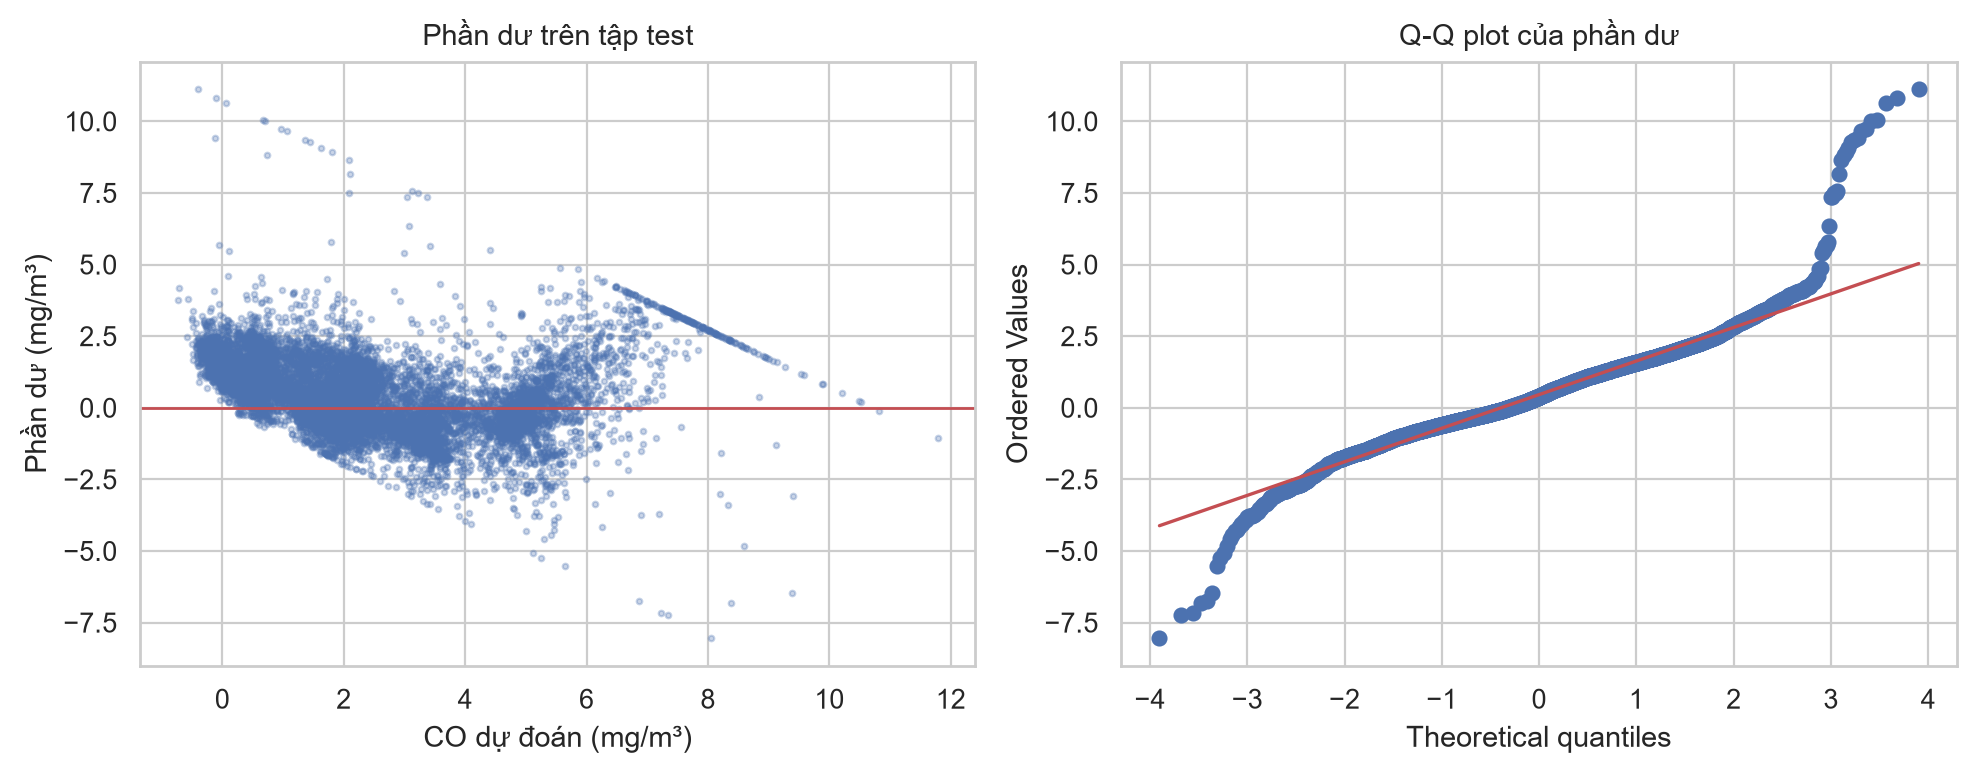 Phần dư trên tập test
10.0
7.5
5.0
2.5
0.0
−2.5
−5.0
−7.5
Phần dư (mg/m³)
0 2 4 6 8 10 12
CO dự đoán (mg/m³)
Q-Q plot của phần dư
10.0
7.5
5.0
2.5
0.0
−2.5
−5.0
−7.5
Ordered Values
−4 −3 −2 −1 0 1 2 3 4
Theoretical quantiles